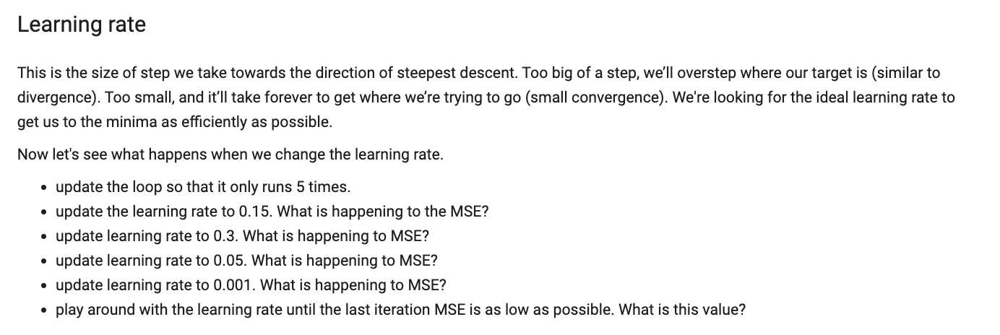 Learning rate
This is the size of step we take towards the direction of steepest descent. Too big of a step, we’ll overstep where our target is (similar to
divergence). Too small, and it’ll take forever to get where we’re trying to go (small convergence). We're looking for the ideal learning rate to
get us to the minima as efficiently as possible.
Now let's see what happens when we change the learning rate.
• update the loop so that it only runs 5 times.
• update the learning rate to 0.15. What is happening to the MSE?
• update learning rate to 0.3. What is happening to MSE?
• update learning rate to 0.05. What is happening to MSE?
• update learning rate to 0.001. What is happening to MSE?
• play around with the learning rate until the last iteration MSE is as low as possible. What is this value?